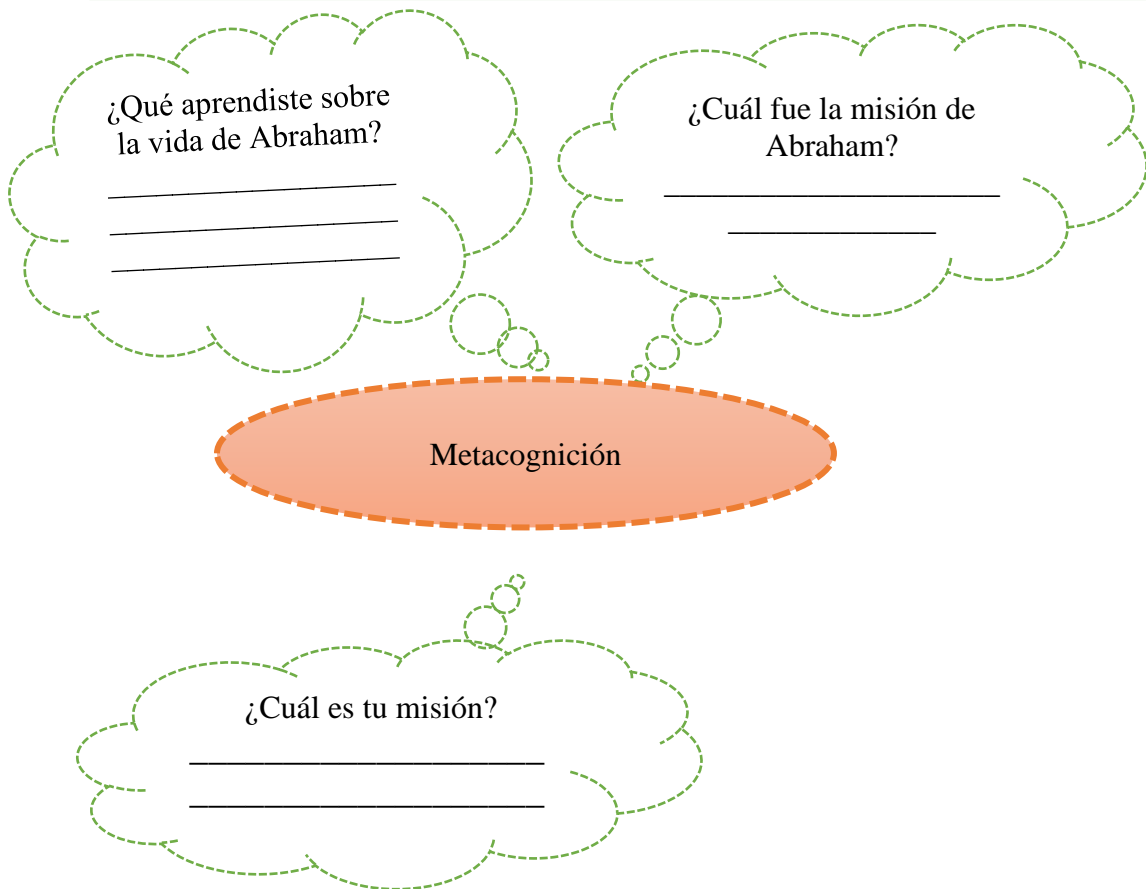 ¿Qué aprendiste sobre
la vida de Abraham?
¿Cuál fue la misión de
Abraham?
Metacognición
¿Cuál es tu misión?